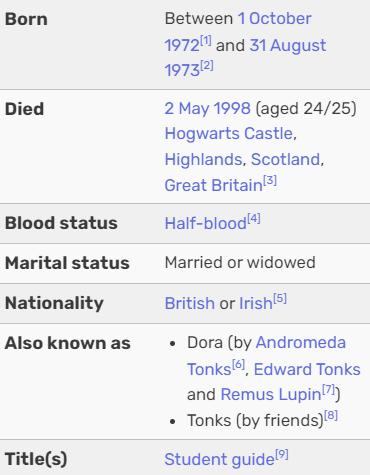 Born
Between 1 October
1972[1] and 31 August
1973[2]
Died
2 May 1998 (aged 24/25)
Hogwarts Castle,
Highlands, Scotland,
Great Britain[3]
Blood status
Half-blood[4]
Marital status
Married or widowed
Nationality
British or Irish[5]
Also known as
• Dora (by Andromeda
Tonks[6], Edward Tonks
and Remus Lupin[7])
• Tonks (by friends)[8]
Title(s)
Student guide[9]